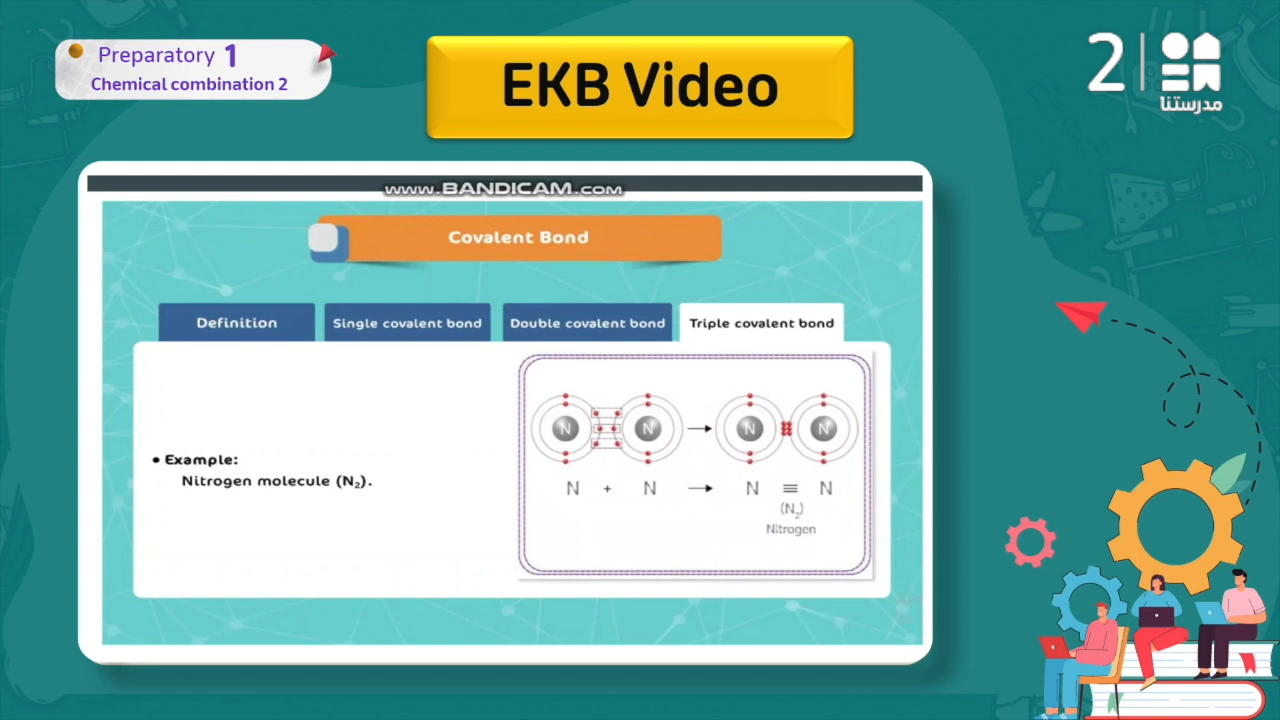 Preparatory 1
Chemical combination 2
EKB Video
2
مدرستنا
www.BANDICAM.com
Covalent Bond
Definition
Single covalent bond
Double covalent bond
Triple covalent bond
• Example:
Nitrogen molecule (N₂).
N N → N N
N + N → N ≡ N
(N₂)
Nitrogen